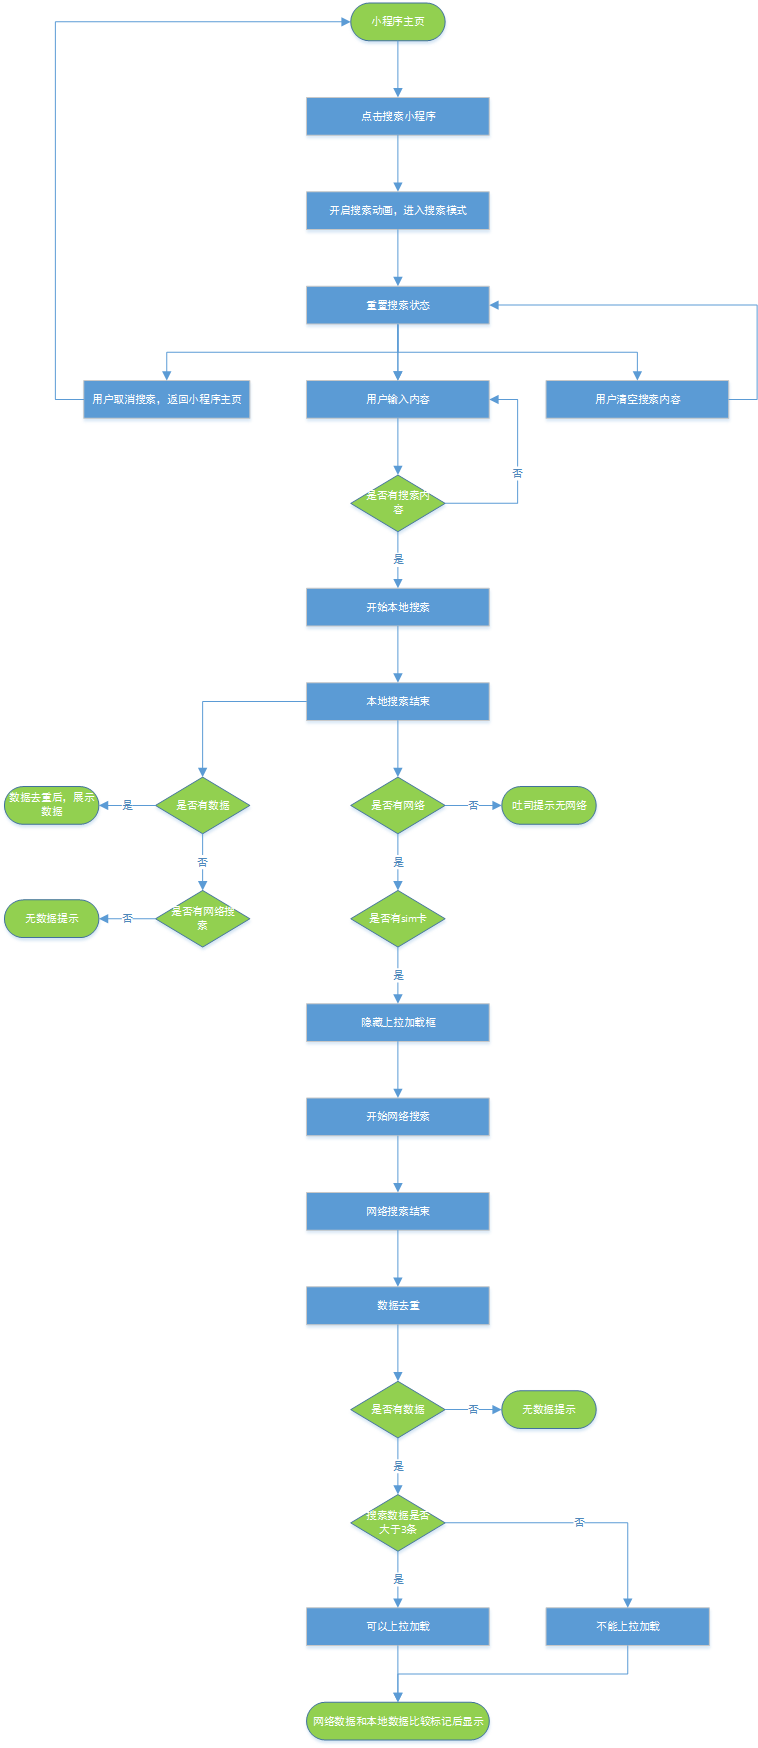 小程序主页
点击搜索小程序
开启搜索动画，进入搜索模式
重置搜索状态
用户取消搜索，返回小程序主页
用户输入内容
用户清空搜索内容
否
是否有搜索内
容
是
开始本地搜索
本地搜索结束
数据去重后，展示
数据
是
是否有数据
是否有网络
否
吐司提示无网络
否
是
无数据提示
否
是否有网络搜
索
是否有sim卡
是
隐藏上拉加载框
开始网络搜索
网络搜索结束
数据去重
是否有数据
否
无数据提示
是
搜索数据是否
大于3条
否
是
可以上拉加载
不能上拉加载
网络数据和本地数据比较标记后显示